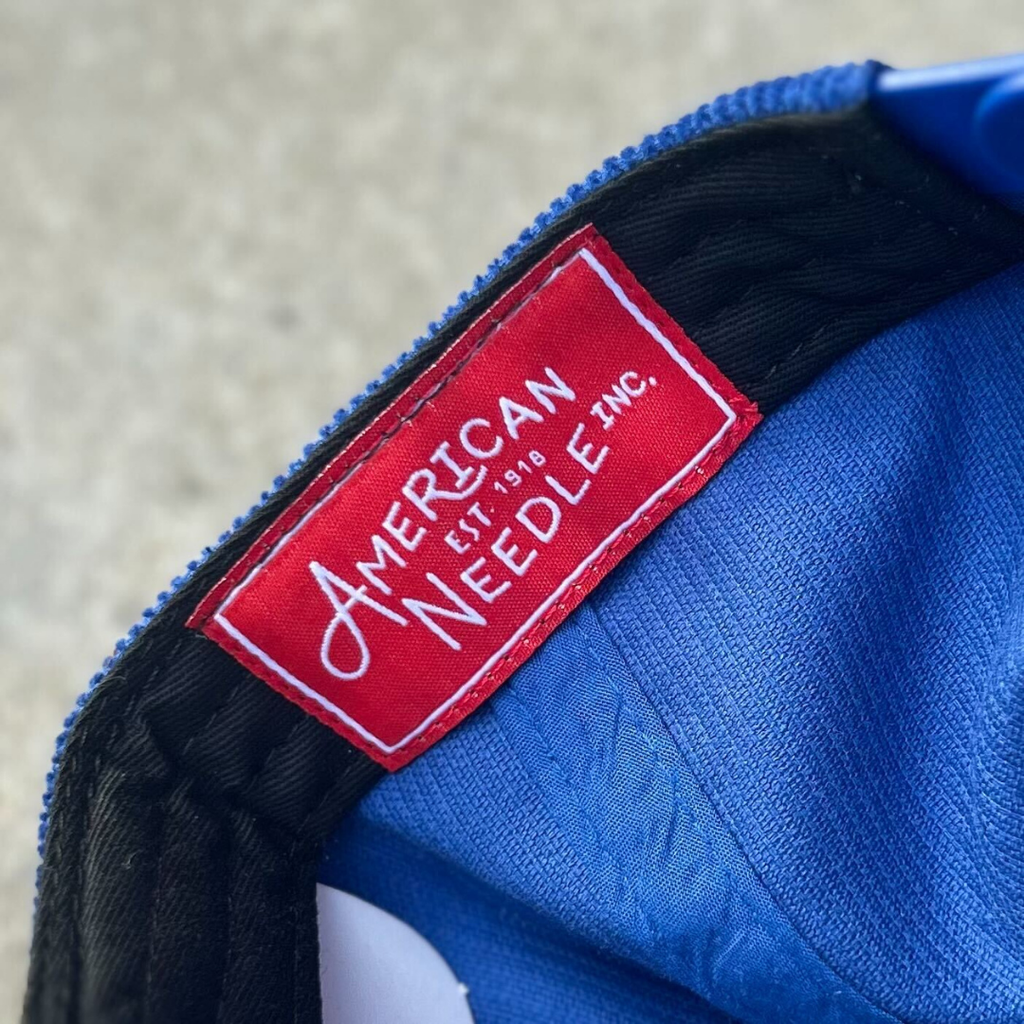 AMERICAN
EST. 1918
NEEDLE INC.